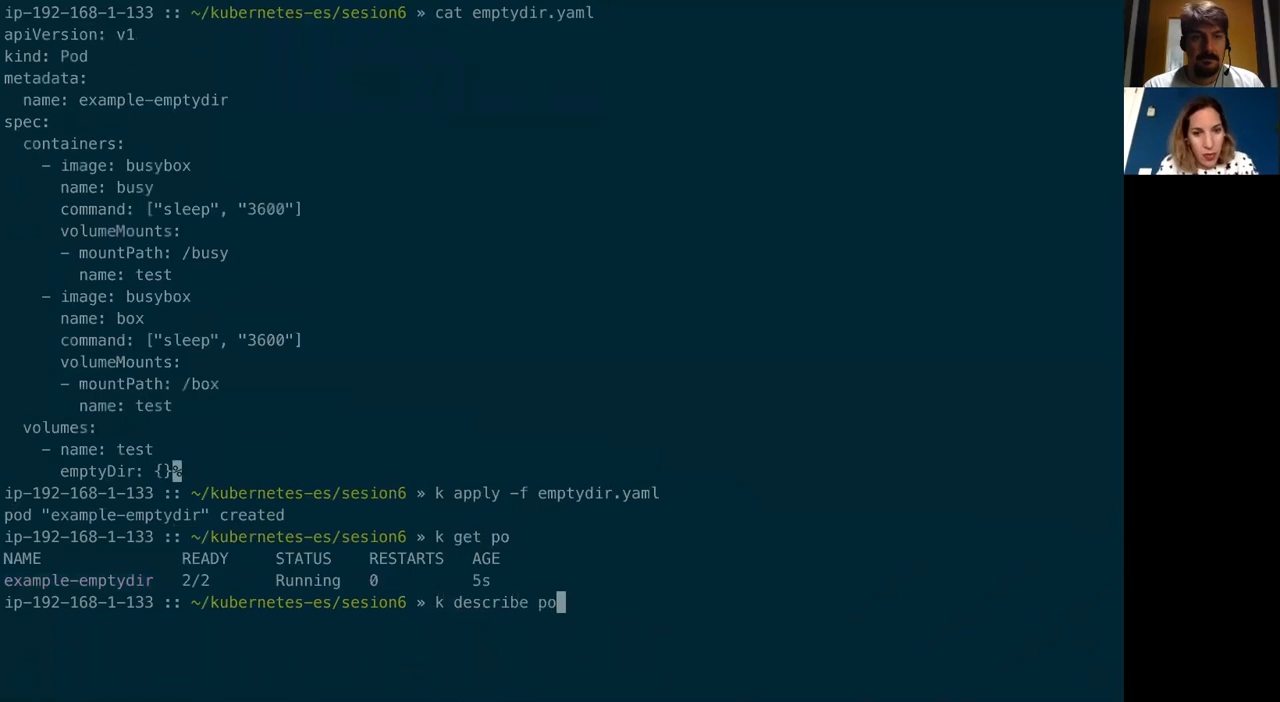 ip-192-168-1-133 :: ~/kubernetes-es/sesion6 » cat emptydir.yaml
apiVersion: v1
kind: Pod
metadata:
  name: example-emptydir
spec:
  containers:
    - image: busybox
      name: busy
      command: ["sleep", "3600"]
      volumeMounts:
      - mountPath: /busy
        name: test
    - image: busybox
      name: box
      command: ["sleep", "3600"]
      volumeMounts:
      - mountPath: /box
        name: test
  volumes:
    - name: test
      emptyDir: {}%
ip-192-168-1-133 :: ~/kubernetes-es/sesion6 » k apply -f emptydir.yaml
pod "example-emptydir" created
ip-192-168-1-133 :: ~/kubernetes-es/sesion6 » k get po
NAME               READY     STATUS    RESTARTS   AGE
example-emptydir   2/2       Running   0          5s
ip-192-168-1-133 :: ~/kubernetes-es/sesion6 » k describe po